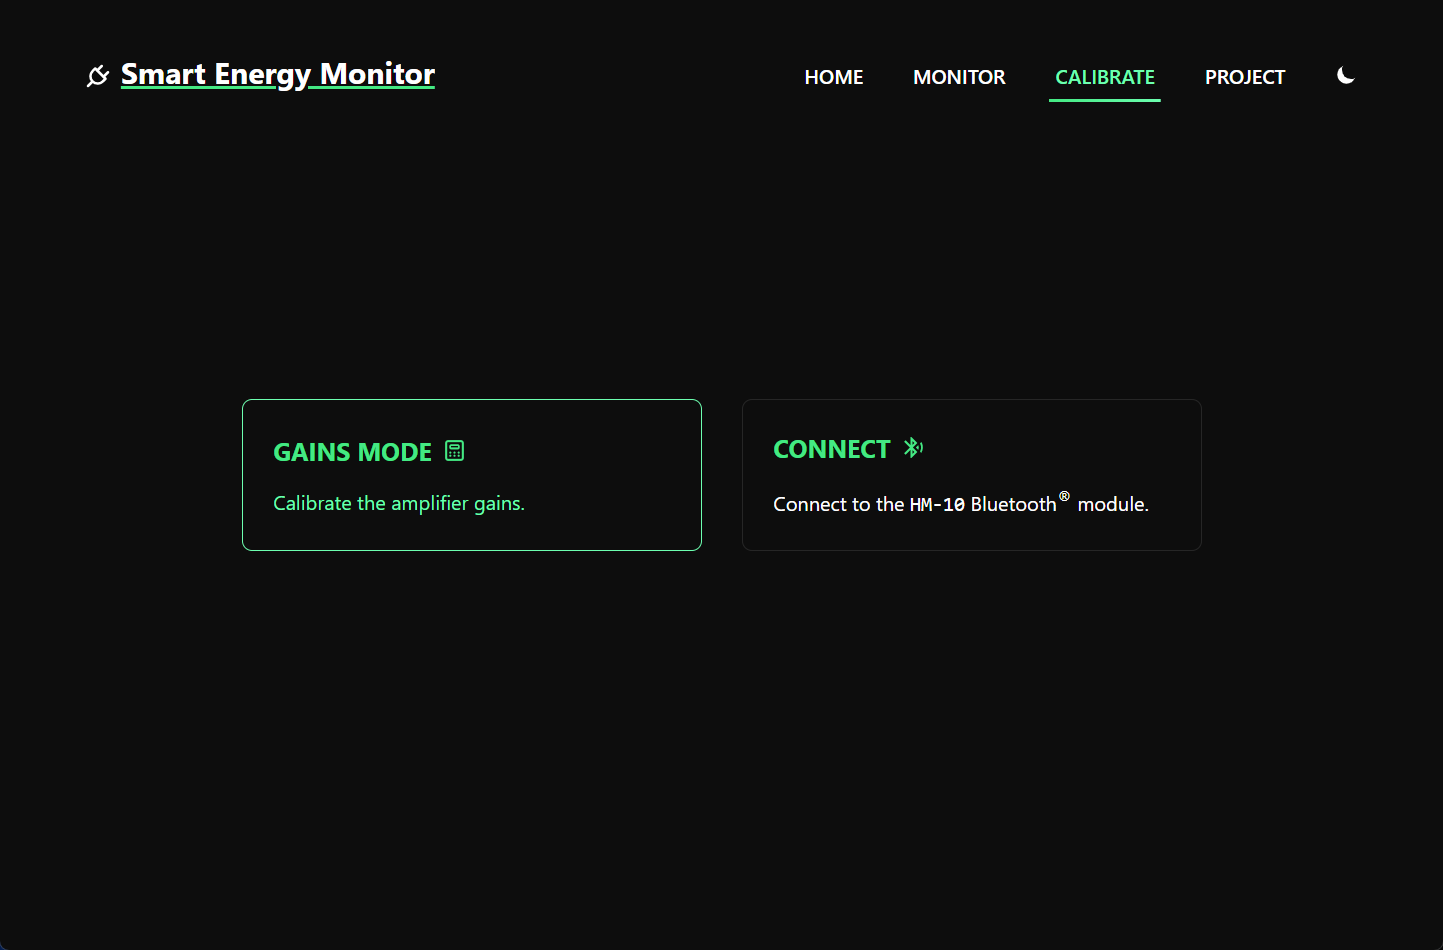 Smart Energy Monitor
HOME MONITOR CALIBRATE PROJECT
GAINS MODE
Calibrate the amplifier gains.
CONNECT
Connect to the HM-10 Bluetooth® module.